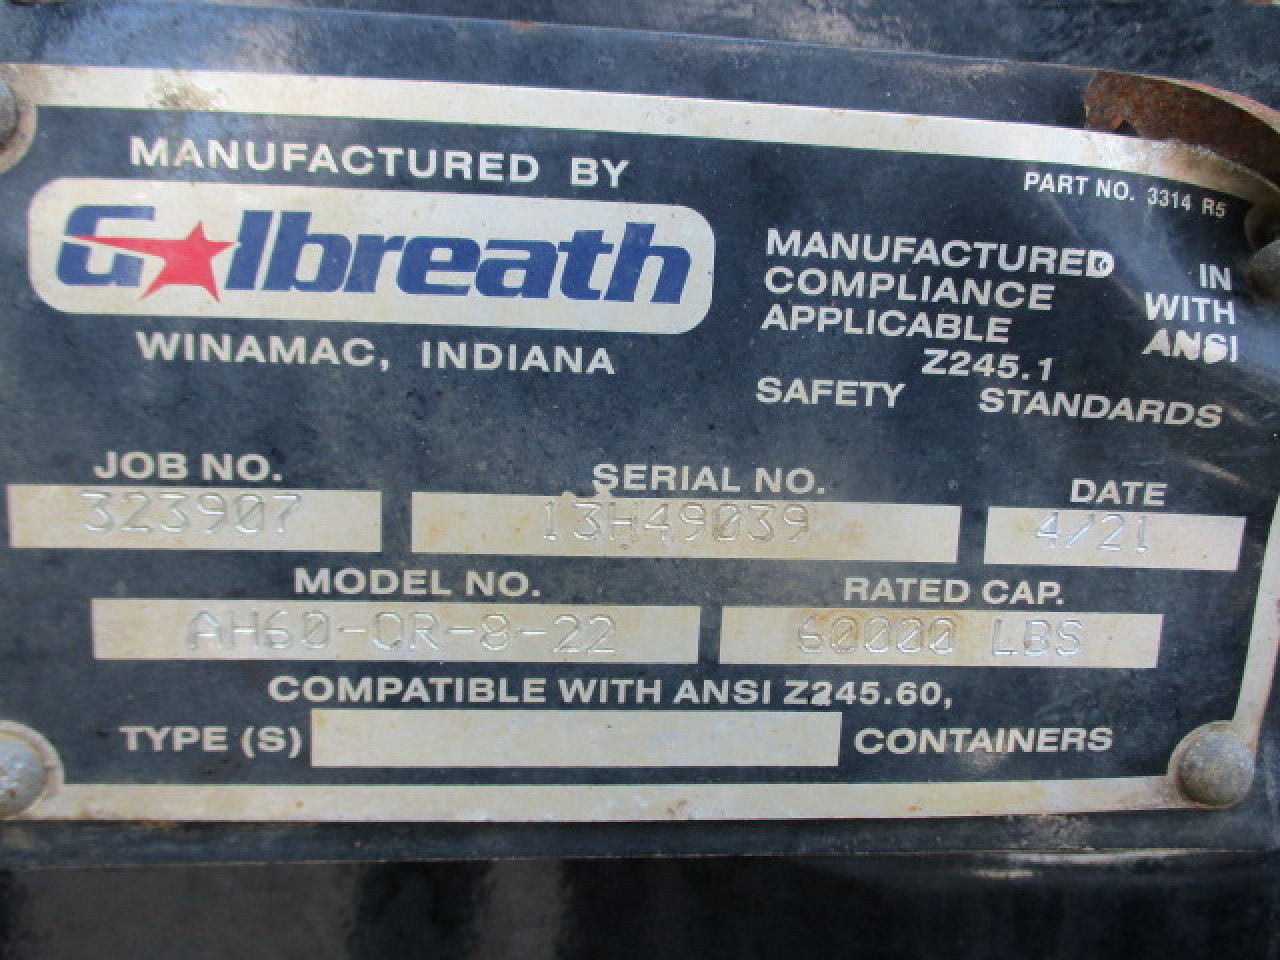 PART NO. 3314 R5
MANUFACTURED BY
Galbreath
WINAMAC, INDIANA
MANUFACTURED IN
COMPLIANCE WITH
APPLICABLE ANSI
Z245.1
SAFETY STANDARDS
JOB NO. SERIAL NO. DATE
323907 13H49039 4/21
MODEL NO. RATED CAP.
AH60-OR-8-22 60000 LBS
COMPATIBLE WITH ANSI Z245.60,
TYPE (S) CONTAINERS